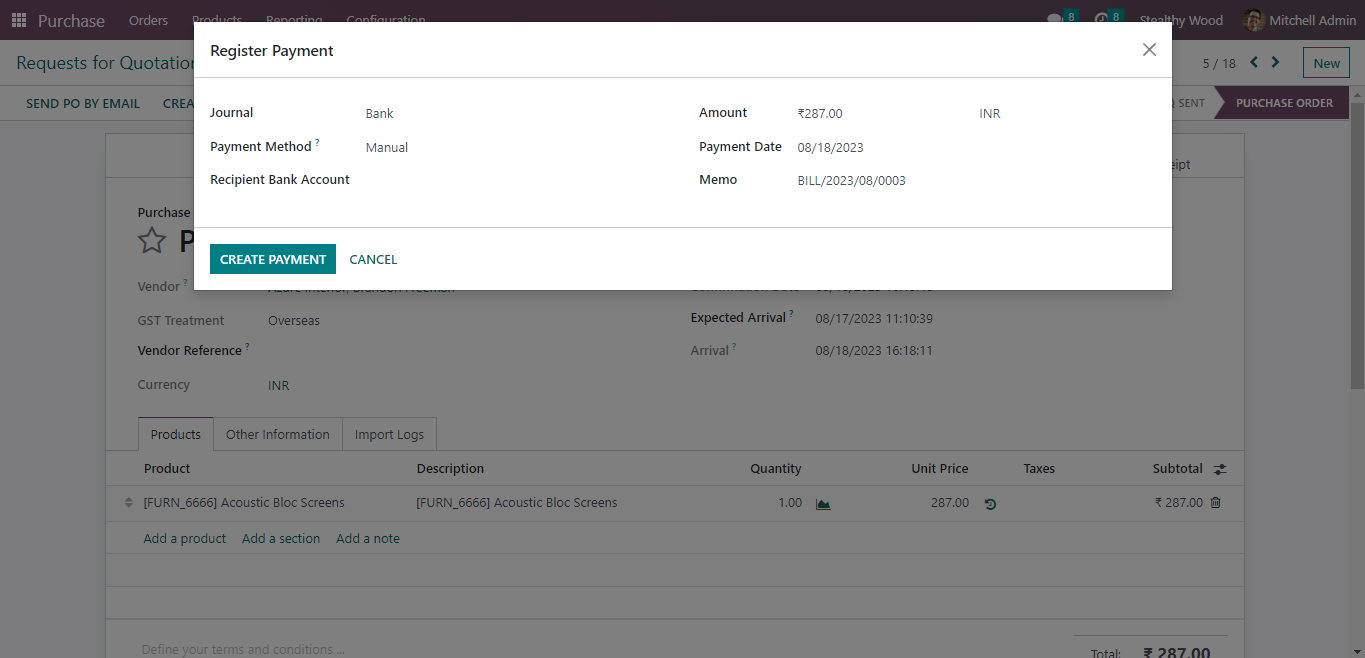 Purchase Orders Products Reporting Configuration 8 8 Stealthy Wood Mitchell Admin
Requests for Quotation 5 / 18 New
SEND PO BY EMAIL CREA SENT PURCHASE ORDER
Register Payment
Journal Bank Amount ₹287.00 INR
Payment Method ? Manual Payment Date 08/18/2023
Recipient Bank Account Memo BILL/2023/08/0003
CREATE PAYMENT CANCEL
Purchase
P
Vendor ?
GST Treatment Overseas Expected Arrival ? 08/17/2023 11:10:39
Vendor Reference ? Arrival ? 08/18/2023 16:18:11
Currency INR
Products Other Information Import Logs
Product Description Quantity Unit Price Taxes Subtotal
[FURN_6666] Acoustic Bloc Screens [FURN_6666] Acoustic Bloc Screens 1.00 287.00 ₹ 287.00
Add a product Add a section Add a note
Define your terms and conditions ... Total: ₹ 287.00